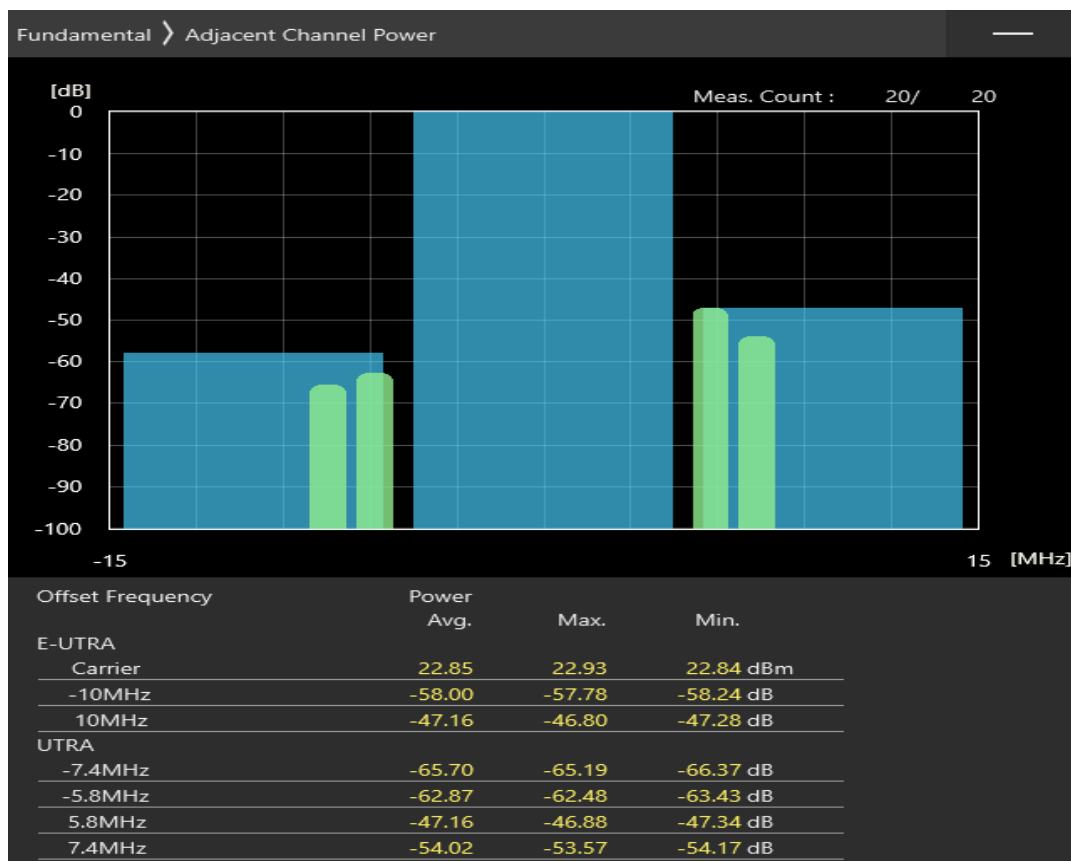 Fundamental ❯ Adjacent Channel Power
[dB]
Meas. Count : 20/ 20
0
-10
-20
-30
-40
-50
-60
-70
-80
-90
-100
-15 15 [MHz]
Offset Frequency Power
Avg. Max. Min.
E-UTRA
Carrier 22.85 22.93 22.84 dBm
-10MHz -58.00 -57.78 -58.24 dB
10MHz -47.16 -46.80 -47.28 dB
UTRA
-7.4MHz -65.70 -65.19 -66.37 dB
-5.8MHz -62.87 -62.48 -63.43 dB
5.8MHz -47.16 -46.88 -47.34 dB
7.4MHz -54.02 -53.57 -54.17 dB